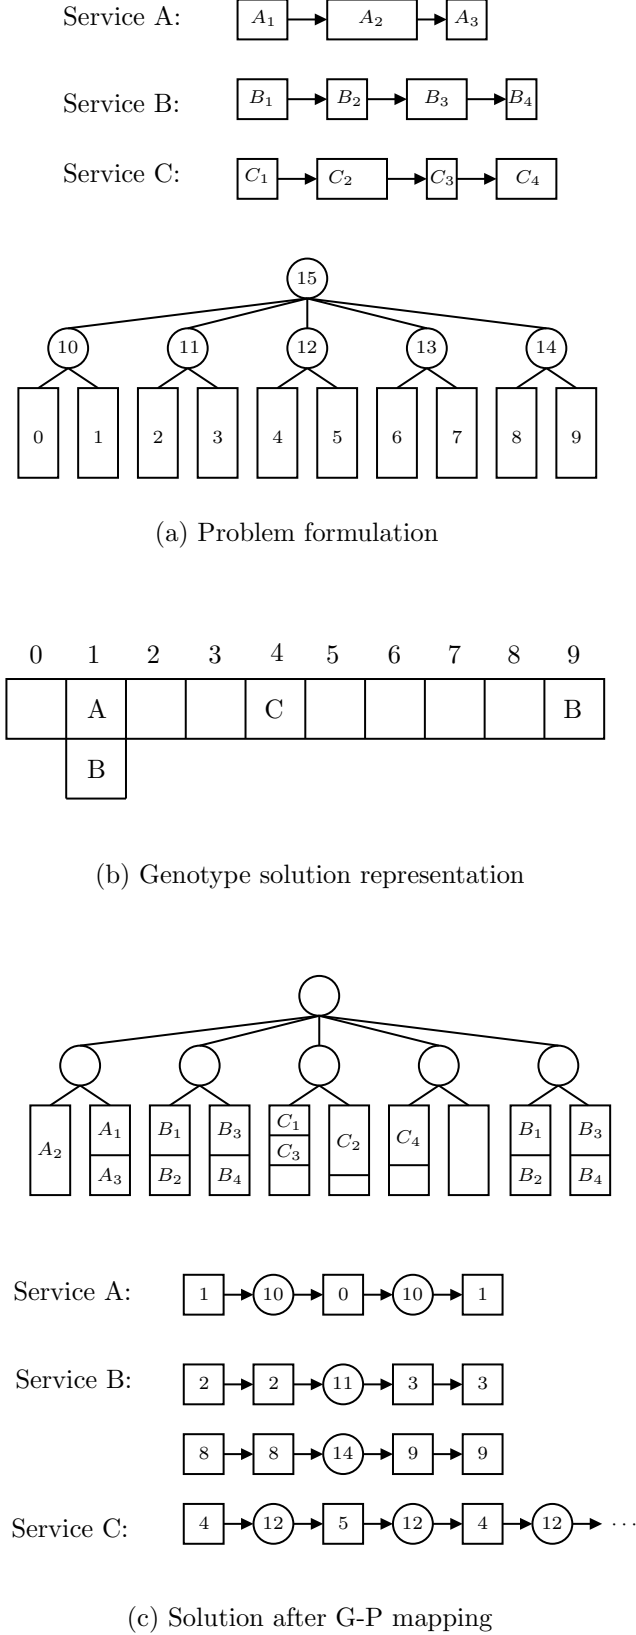 Service A: A1 A2 A3
Service B: B1 B2 B3 B4
Service C: C1 C2 C3 C4
15
10 11 12 13 14
0 1 2 3 4 5 6 7 8 9
(a) Problem formulation
0 1 2 3 4 5 6 7 8 9
A C B
B
(b) Genotype solution representation
A2 A1 B1 B3 C1 C2 C4 B1 B3
A3 B2 B4 C3 B2 B4
Service A: 1 10 0 10 1
Service B: 2 2 11 3 3
8 8 14 9 9
Service C: 4 12 5 12 4 12 ...
(c) Solution after G-P mapping